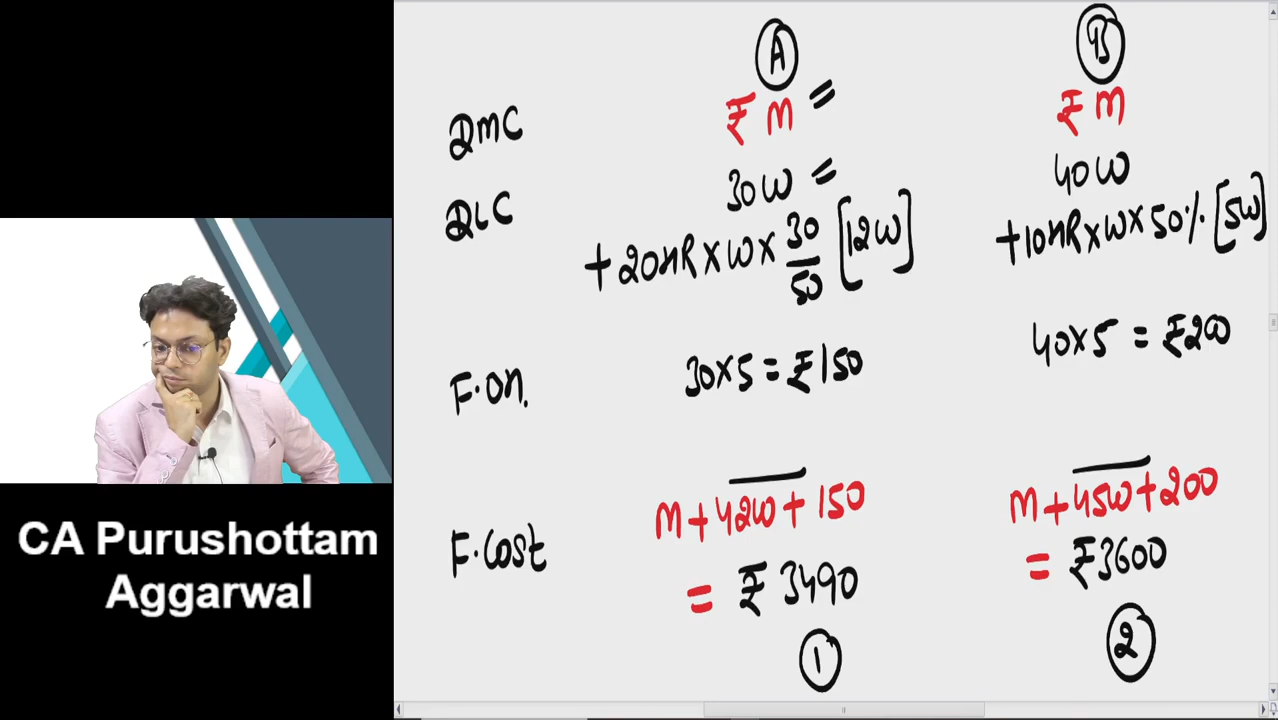 Ⓐ Ⓑ
DMC ₹ M = ₹ M
DLC 30W = 40W
+20HR×W×30/50 [12W] +10HR×W×50% [5W]
F.OH. 30×5 = ₹150 40×5 = ₹200
F.Cost M+42W+150 M+45W+200
= ₹3490 = ₹3600
① ②
CA Purushottam
Aggarwal